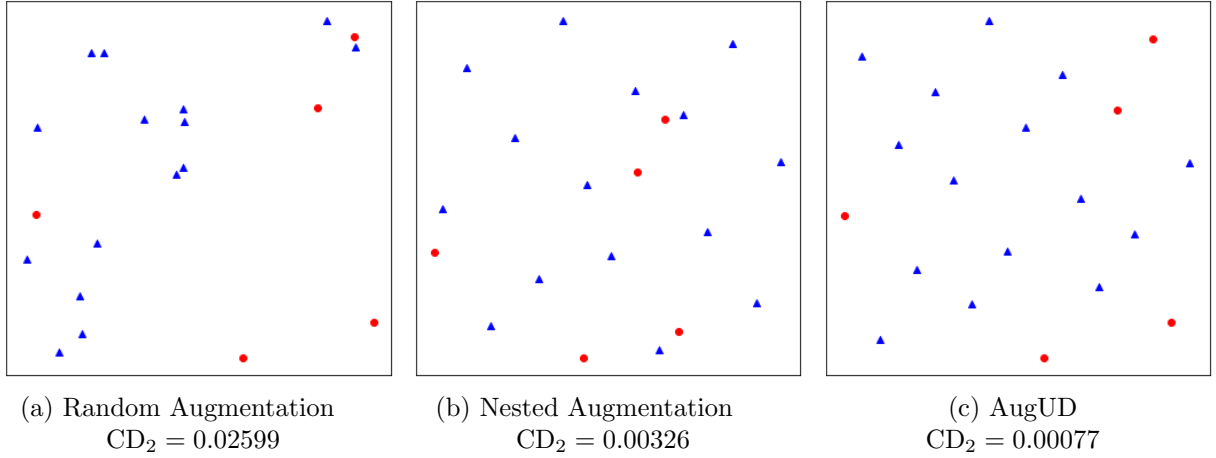 (a) Random Augmentation
CD₂ = 0.02599
(b) Nested Augmentation
CD₂ = 0.00326
(c) AugUD
CD₂ = 0.00077